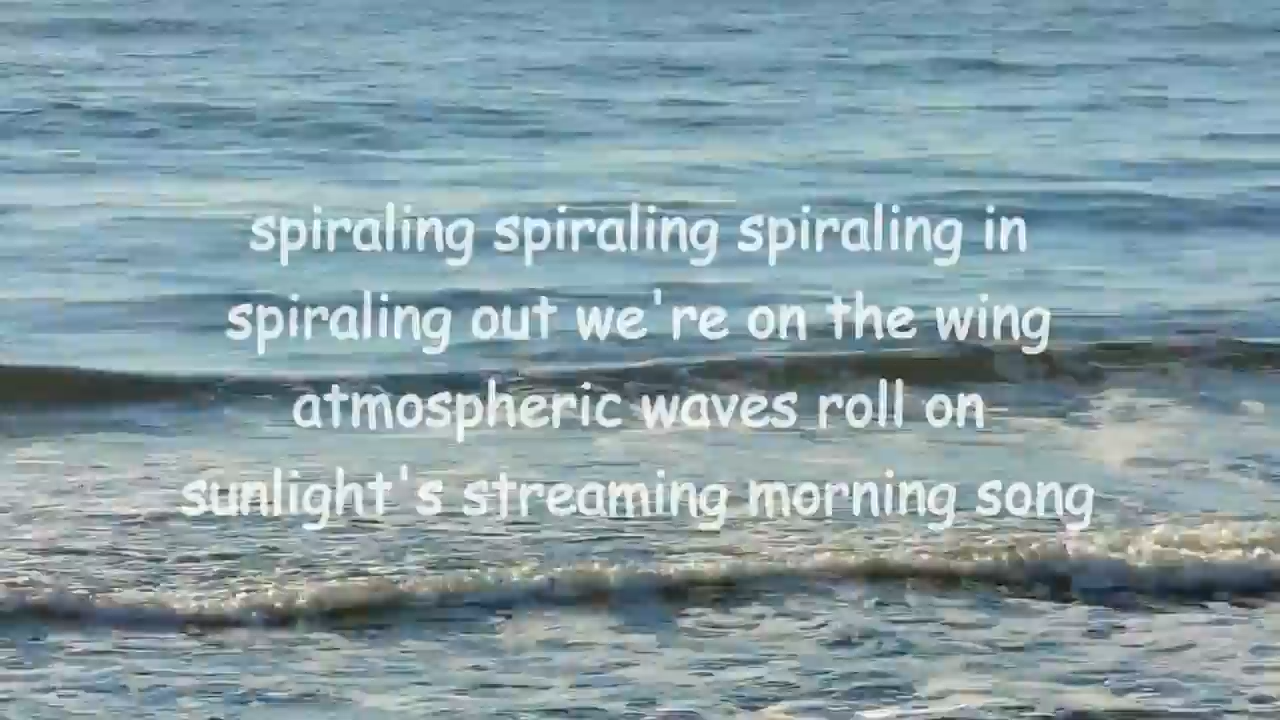 spiraling spiraling spiraling in
spiraling out we're on the wing
atmospheric waves roll on
sunlight's streaming morning song